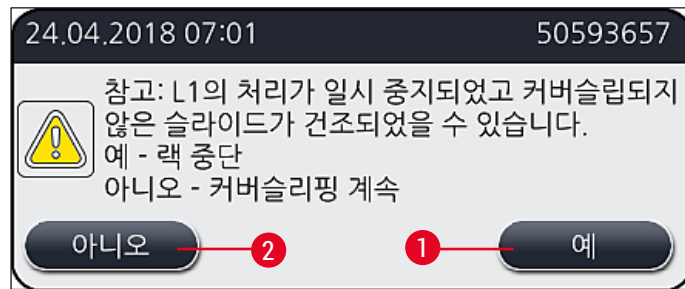 24.04.2018 07:01 50593657
참고: L1의 처리가 일시 중지되었고 커버슬립되지
않은 슬라이드가 건조되었을 수 있습니다.
예 - 랙 중단
아니오 - 커버슬리핑 계속
아니오 2 1 예